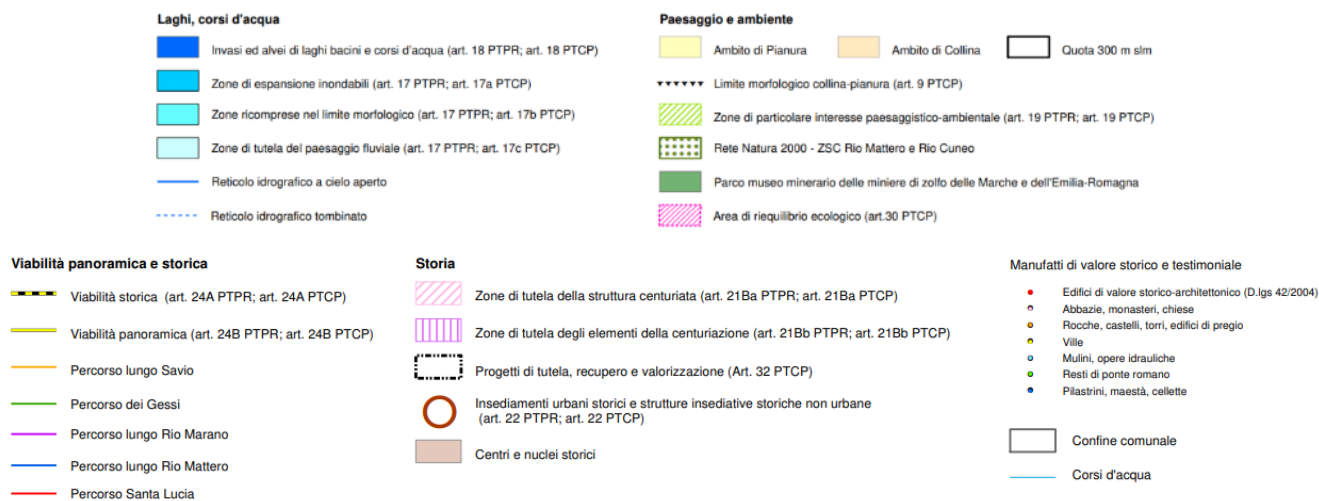 Laghi, corsi d'acqua
Invasi ed alvei di laghi bacini e corsi d'acqua (art. 18 PTPR; art. 18 PTCP)
Zone di espansione inondabili (art. 17 PTPR; art. 17a PTCP)
Zone ricomprese nel limite morfologico (art. 17 PTPR; art. 17b PTCP)
Zone di tutela del paesaggio fluviale (art. 17 PTPR; art. 17c PTCP)
Reticolo idrografico a cielo aperto
Reticolo idrografico tombinato
Paesaggio e ambiente
Ambito di Pianura
Ambito di Collina
Quota 300 m slm
Limite morfologico collina-pianura (art. 9 PTCP)
Zone di particolare interesse paesaggistico-ambientale (art. 19 PTPR; art. 19 PTCP)
Rete Natura 2000 - ZSC Rio Mattero e Rio Cuneo
Parco museo minerario delle miniere di zolfo delle Marche e dell'Emilia-Romagna
Area di riequilibrio ecologico (art.30 PTCP)
Viabilità panoramica e storica
Viabilità storica (art. 24A PTPR; art. 24A PTCP)
Viabilità panoramica (art. 24B PTPR; art. 24B PTCP)
Percorso lungo Savio
Percorso dei Gessi
Percorso lungo Rio Marano
Percorso lungo Rio Mattero
Percorso Santa Lucia
Storia
Zone di tutela della struttura centuriata (art. 21Ba PTPR; art. 21Ba PTCP)
Zone di tutela degli elementi della centuriazione (art. 21Bb PTPR; art. 21Bb PTCP)
Progetti di tutela, recupero e valorizzazione (Art. 32 PTCP)
Insediamenti urbani storici e strutture insediative storiche non urbane
(art. 22 PTPR; art. 22 PTCP)
Centri e nuclei storici
Manufatti di valore storico e testimoniale
Edifici di valore storico-architettonico (D.lgs 42/2004)
Abbazie, monasteri, chiese
Rocche, castelli, torri, edifici di pregio
Ville
Mulini, opere idrauliche
Resti di ponte romano
Pilastrini, maestà, cellette
Confine comunale
Corsi d'acqua